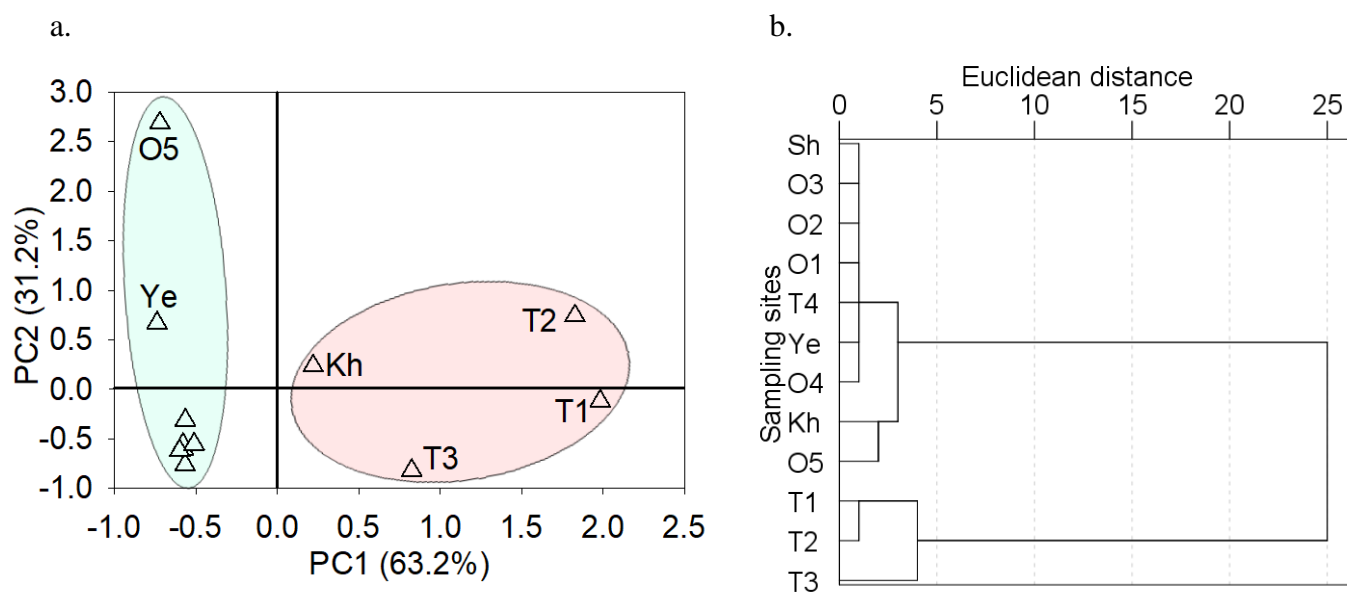 a.
3.0
2.5
2.0
1.5
1.0
0.5
0.0
-0.5
-1.0
PC2 (31.2%)
O5
Ye
Kh
T2
T1
T3
-1.0 -0.5 0.0 0.5 1.0 1.5 2.0 2.5
PC1 (63.2%)
b.
Euclidean distance
0 5 10 15 20 25
Sampling sites
Sh
O3
O2
O1
T4
Ye
O4
Kh
O5
T1
T2
T3